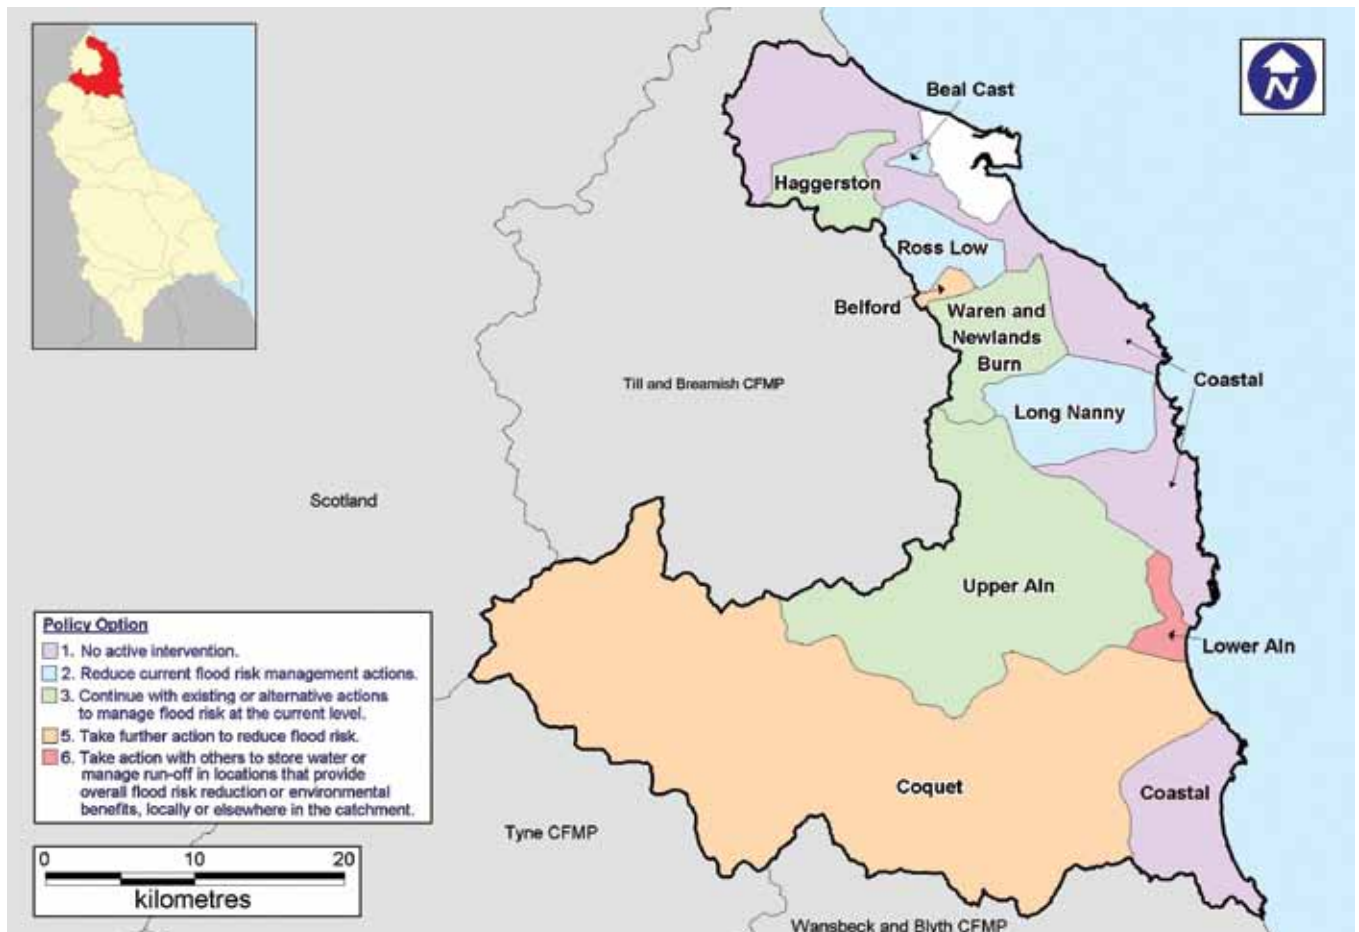 N
Beal Cast
Haggerston
Ross Low
Belford
Waren and
Newlands
Burn
Till and Breamish CFMP
Coastal
Long Nanny
Scotland
Upper Aln
Lower Aln
Policy Option
1. No active intervention.
2. Reduce current flood risk management actions.
3. Continue with existing or alternative actions
to manage flood risk at the current level.
5. Take further action to reduce flood risk.
6. Take action with others to store water or
manage run-off in locations that provide
overall flood risk reduction or environmental
benefits, locally or elsewhere in the catchment.
Coquet
Coastal
Tyne CFMP
0 10 20
kilometres
Wansbeck and Blyth CFMP